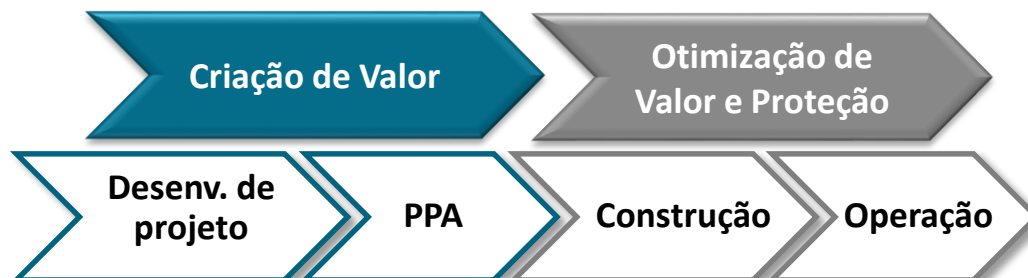 Criação de Valor
Otimização de
Valor e Proteção
Desenv. de
projeto
PPA
Construção
Operação